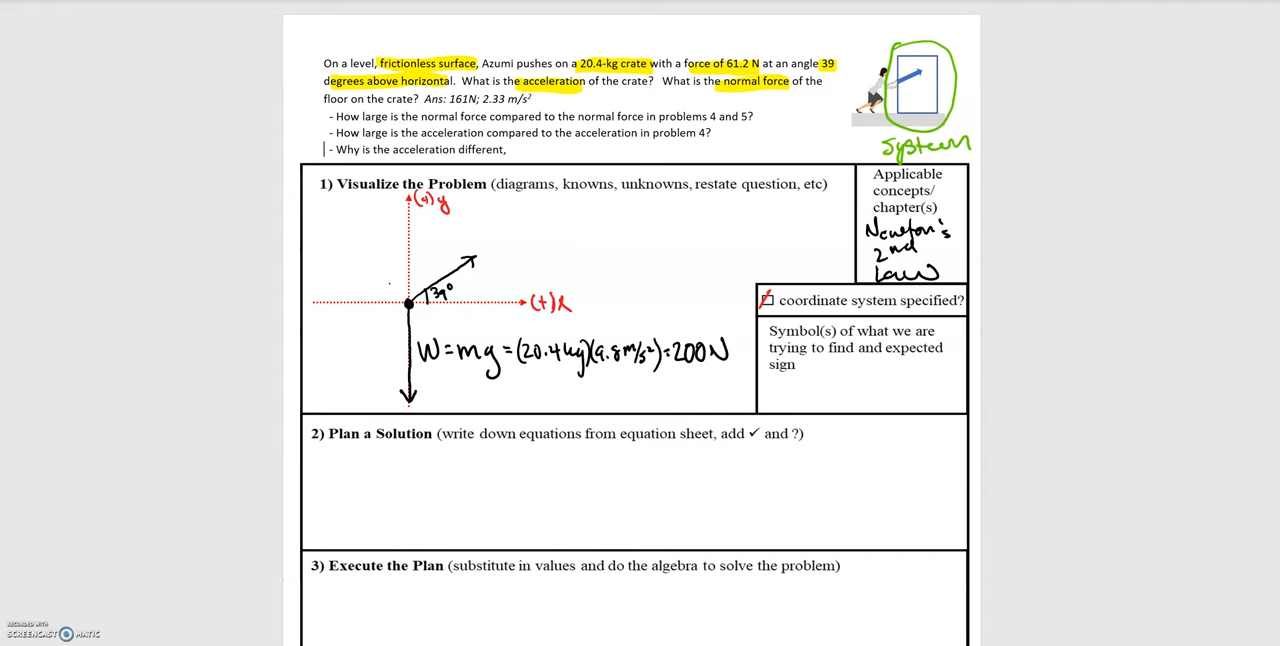 On a level, frictionless surface, Azumi pushes on a 20.4-kg crate with a force of 61.2 N at an angle 39
degrees above horizontal. What is the acceleration of the crate? What is the normal force of the
floor on the crate? Ans: 161N; 2.33 m/s²
- How large is the normal force compared to the normal force in problems 4 and 5?
- How large is the acceleration compared to the acceleration in problem 4?
- Why is the acceleration different,
System
1) Visualize the Problem (diagrams, knowns, unknowns, restate question, etc)
Applicable
concepts/
chapter(s)
Newton's
2nd
Law
(+) y
39°
(+) x
W = mg = (20.4 kg)(9.8 m/s²) = 200 N
coordinate system specified?
Symbol(s) of what we are
trying to find and expected
sign
2) Plan a Solution (write down equations from equation sheet, add ✓ and ?)
3) Execute the Plan (substitute in values and do the algebra to solve the problem)
RECORDED WITH
SCREENCAST MATIC